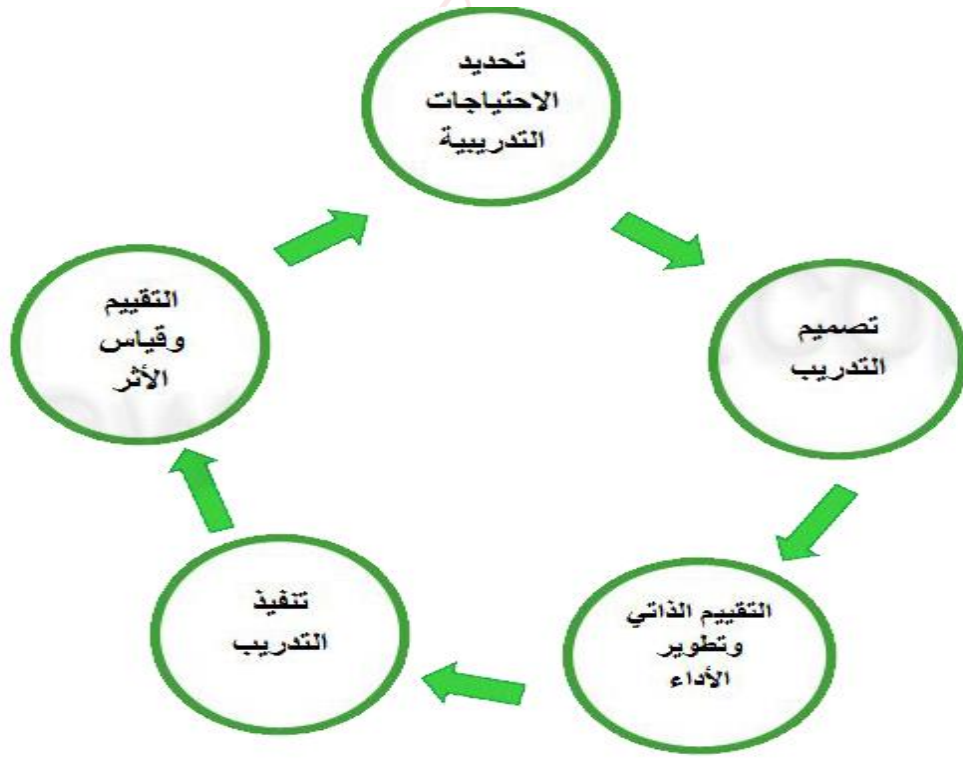 تحديد
الاحتياجات
التدريبية
تصميم
التدريب
التقييم الذاتي
وتطوير
الأداء
تنفيذ
التدريب
التقييم
وقياس
الأثر